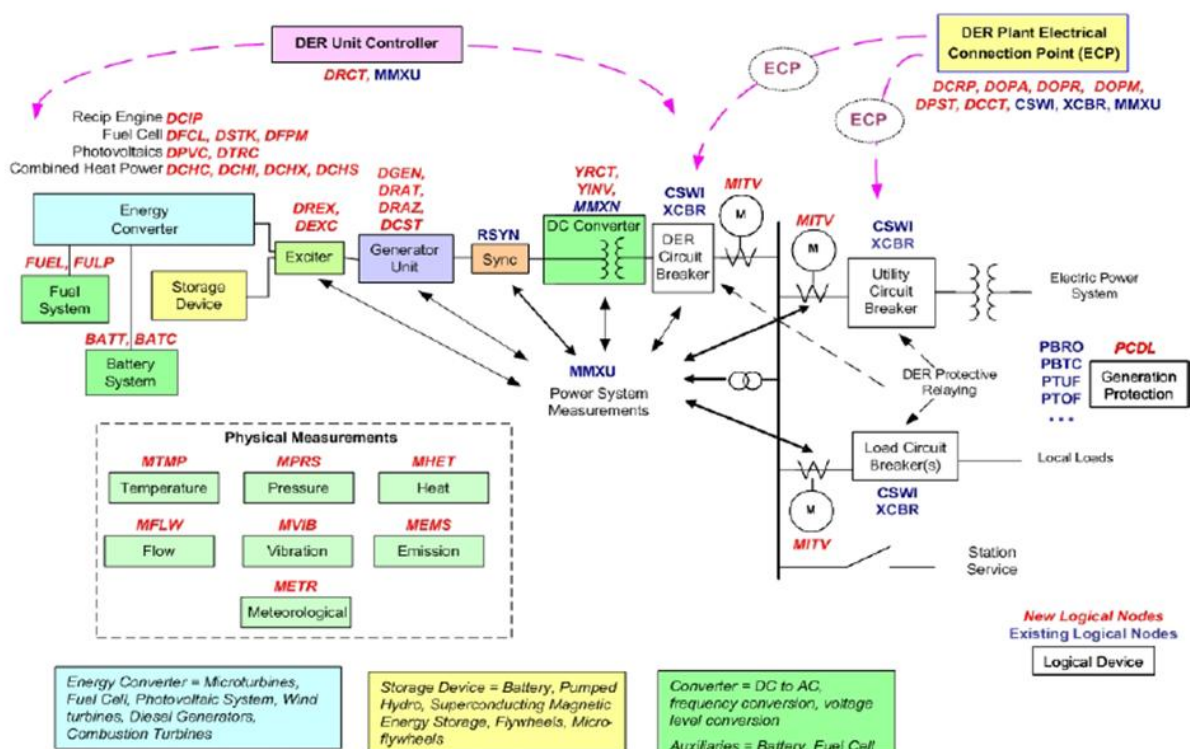 DER Unit Controller
DRCT, MMXU
DER Plant Electrical
Connection Point (ECP)
DCRP, DOPA, DOPR, DOPM,
DPST, DCCT, CSWI, XCBR, MMXU
ECP
ECP
Recip Engine DCIP
Fuel Cell DFCL, DSTK, DFPM
Photovoltaics DPVC, DTRC
Combined Heat Power DCHC, DCHI, DCHX, DCHS
Energy
Converter
FUEL, FULP
Fuel
System
Storage
Device
BATT, BATC
Battery
System
DREX,
DEXC
Exciter
DGEN,
DRAT,
DRAZ,
DCST
Generator
Unit
RSYN
Sync
YRCT,
YINV,
MMXN
DC Converter
CSWI
XCBR
DER
Circuit
Breaker
MITV
M
MITV
M
CSWI
XCBR
Utility
Circuit
Breaker
Electric Power
System
MMXU
Power System
Measurements
DER Protective
Relaying
PBRO
PBTC
PTUF
PTOF
...
PCDL
Generation
Protection
Load Circuit
Breaker(s)
CSWI
XCBR
Local Loads
M
MITV
Station
Service
Physical Measurements
MTMP
Temperature
MPRS
Pressure
MHET
Heat
MFLW
Flow
MVIB
Vibration
MEMS
Emission
METR
Meteorological
New Logical Nodes
Existing Logical Nodes
Logical Device
Energy Converter = Microturbines,
Fuel Cell, Photovoltaic System, Wind
turbines, Diesel Generators,
Combustion Turbines
Storage Device = Battery, Pumped
Hydro, Superconducting Magnetic
Energy Storage, Flywheels, Micro-
flywheels
Converter = DC to AC,
frequency conversion, voltage
level conversion
Auxiliaries = Battery, Fuel Cell